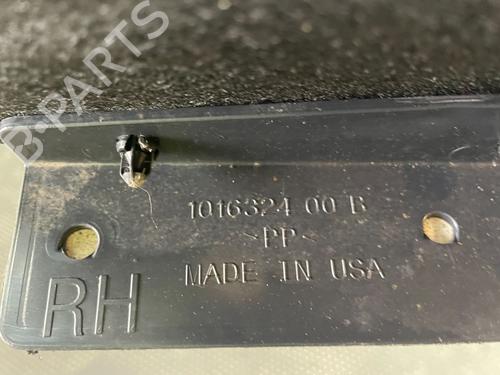 B-PARTS
1016324 00 B
>PP<
MADE IN USA
RH